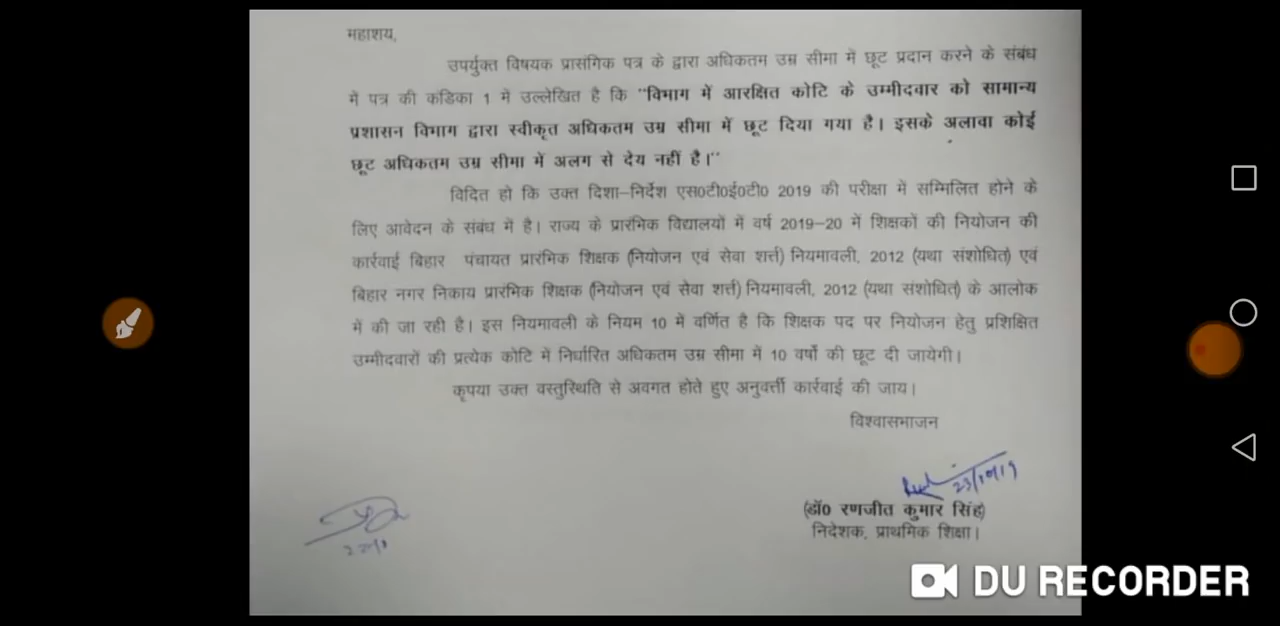 महाशय,
उपर्युक्त विषयक प्रासंगिक पत्र के द्वारा अधिकतम उम्र सीमा में छूट प्रदान करने के संबंध
में पत्र की कंडिका 1 में उल्लेखित है कि "विभाग में आरक्षित कोटि के उम्मीदवार को सामान्य
प्रशासन विभाग द्वारा स्वीकृत अधिकतम उम्र सीमा में छूट दिया गया है। इसके अलावा कोई
छूट अधिकतम उम्र सीमा में अलग से देय नहीं है।"
विदित हो कि उक्त दिशा–निर्देश एस0टी0ई0टी0 2019 की परीक्षा में सम्मिलित होने के
लिए आवेदन के संबंध में है। राज्य के प्रारंभिक विद्यालयों में वर्ष 2019–20 में शिक्षकों की नियोजन की
कार्रवाई बिहार पंचायत प्रारंभिक शिक्षक (नियोजन एवं सेवा शर्त्त) नियमावली, 2012 (यथा संशोधित) एवं
बिहार नगर निकाय प्रारंभिक शिक्षक (नियोजन एवं सेवा शर्त्त) नियमावली, 2012 (यथा संशोधित) के आलोक
में की जा रही है। इस नियमावली के नियम 10 में वर्णित है कि शिक्षक पद पर नियोजन हेतु प्रशिक्षित
उम्मीदवारों की प्रत्येक कोटि में निर्धारित अधिकतम उम्र सीमा में 10 वर्षों की छूट दी जायेगी।
कृपया उक्त वस्तुस्थिति से अवगत होते हुए अनुवर्त्ती कार्रवाई की जाय।
विश्वासभाजन
23/10/19
(डॉ0 रणजीत कुमार सिंह)
निदेशक, प्राथमिक शिक्षा।
DU RECORDER